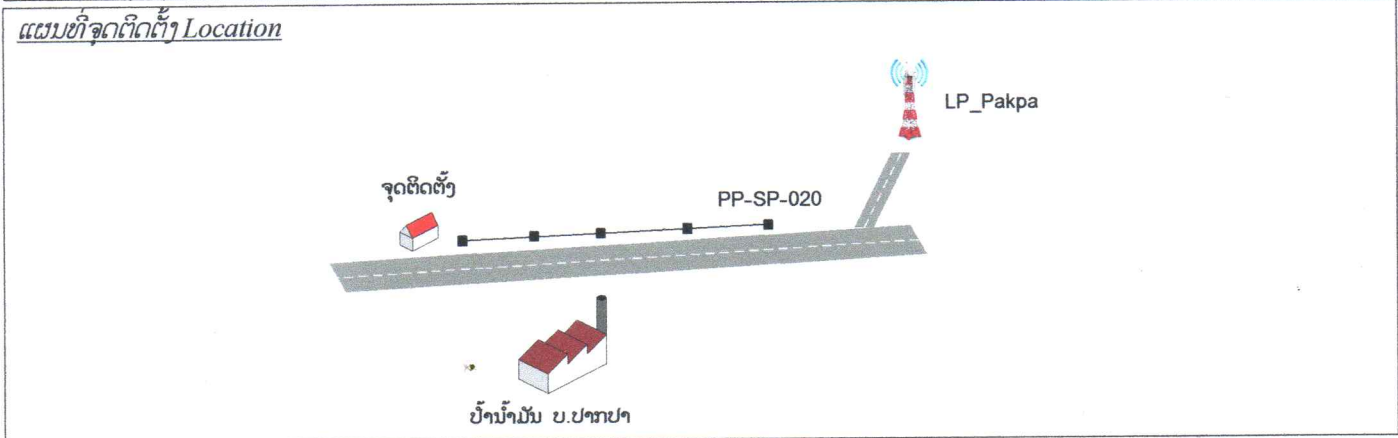 ແຜນທີ່ຈຸດຕິດຕັ້ງ Location
LP_Pakpa
ຈຸດຕິດຕັ້ງ
PP-SP-020
ປ້ຳນ້ຳມັນ ບ.ປາກປາ